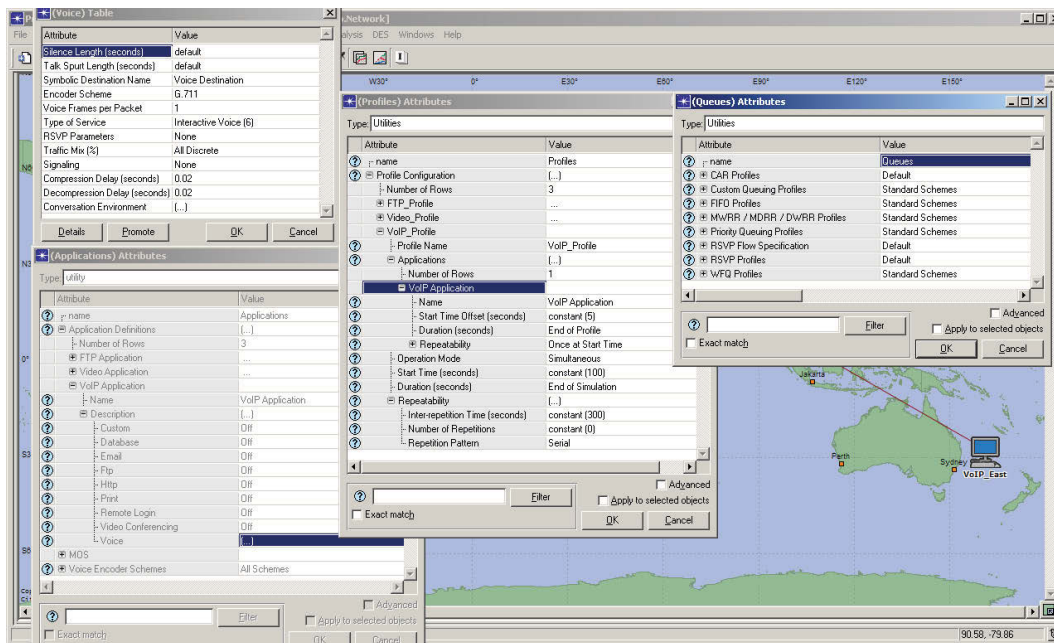 (Voice) Table
Attribute Value
Silence Length (seconds) default
Talk Spurt Length (seconds) default
Symbolic Destination Name Voice Destination
Encoder Scheme G.711
Voice Frames per Packet 1
Type of Service Interactive Voice (6)
RSVP Parameters None
Traffic Mix (%) All Discrete
Signaling None
Compression Delay (seconds) 0.02
Decompression Delay (seconds) 0.02
Conversation Environment (...)
Details Promote OK Cancel
File
.Network]
DES Windows Help
W30° 0° E30° E60° E90° E120° E150°
(Applications) Attributes
Type: utility
Attribute Value
name Applications
Application Definitions (...)
Number of Rows 3
FTP Application ...
Video Application ...
VoIP Application
Name VoIP Application
Description (...)
Custom Off
Database Off
Email Off
Ftp Off
Http Off
Print Off
Remote Login Off
Video Conferencing Off
Voice (...)
MOS
Voice Encoder Schemes All Schemes
Advanced
Filter Apply to selected objects
Exact match
OK Cancel
(Profiles) Attributes
Type: Utilities
Attribute Value
name Profiles
Profile Configuration (...)
Number of Rows 3
FTP_Profile ...
Video_Profile ...
VoIP_Profile
Profile Name VoIP_Profile
Applications (...)
Number of Rows 1
VoIP Application
Name VoIP Application
Start Time Offset (seconds) constant (5)
Duration (seconds) End of Profile
Repeatability Once at Start Time
Operation Mode Simultaneous
Start Time (seconds) constant (100)
Duration (seconds) End of Simulation
Repeatability (...)
Inter-repetition Time (seconds) constant (300)
Number of Repetitions constant (0)
Repetition Pattern Serial
Advanced
Filter Apply to selected objects
Exact match
OK Cancel
(Queues) Attributes
Type: Utilities
Attribute Value
name Queues
CAR Profiles Default
Custom Queuing Profiles Standard Schemes
FIFO Profiles Standard Schemes
MWRR / MDRR / DWRR Profiles Standard Schemes
Priority Queuing Profiles Standard Schemes
RSVP Flow Specification Default
RSVP Profiles Default
WFQ Profiles Standard Schemes
Advanced
Filter Apply to selected objects
Exact match
OK Cancel
Jakarta
Perth
Sydney
VoIP_East
90.58, -79.86